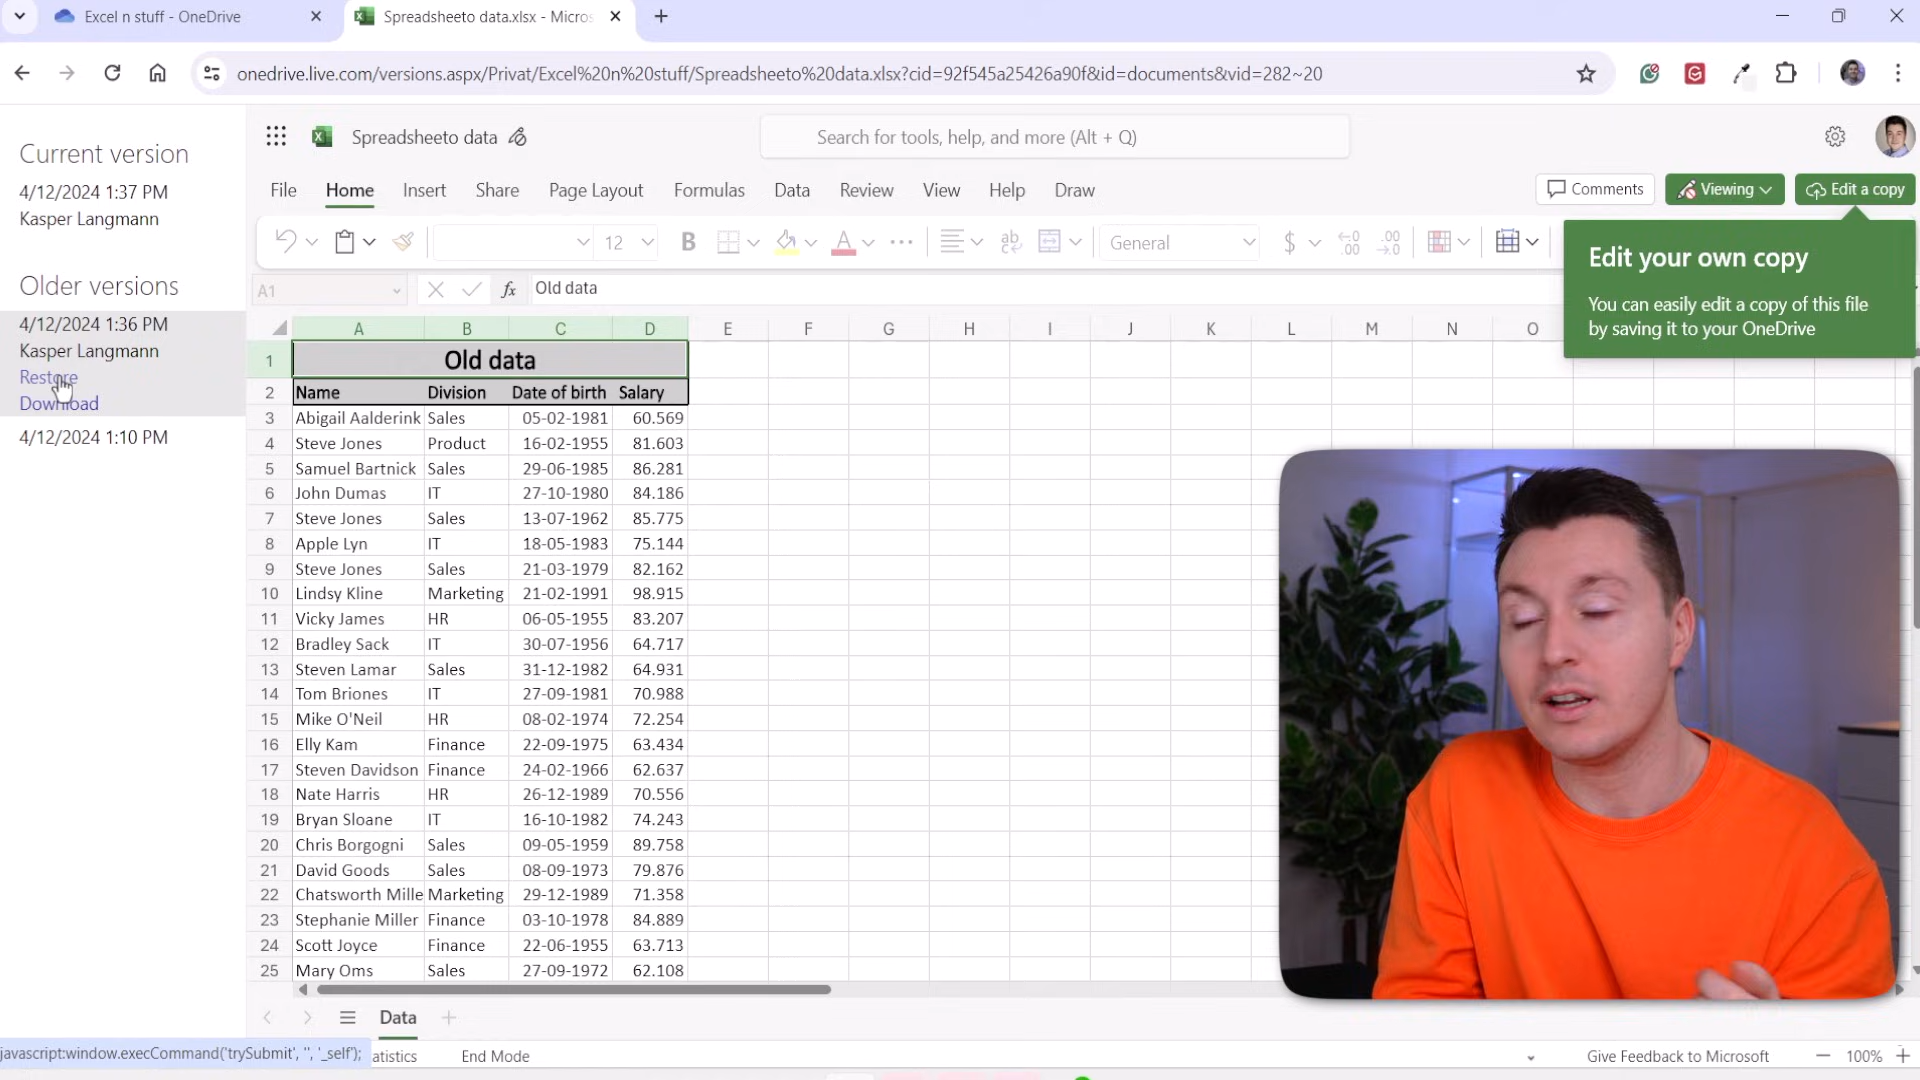 Excel n stuff - OneDrive
Spreadsheeto data.xlsx - Micros
onedrive.live.com/versions.aspx/Privat/Excel%20n%20stuff/Spreadsheeto%20data.xlsx?cid=92f545a25426a90f&id=documents&vid=282~20
Current version
4/12/2024 1:37 PM
Kasper Langmann
Older versions
4/12/2024 1:36 PM
Kasper Langmann
Restore
Download
4/12/2024 1:10 PM
Spreadsheeto data
Search for tools, help, and more (Alt + Q)
File Home Insert Share Page Layout Formulas Data Review View Help Draw
Comments Viewing Edit a copy
12 B A ab General $ .00
A1 fx Old data
Edit your own copy
You can easily edit a copy of this file
by saving it to your OneDrive
A B C D E F G H I J K L M N O
1 Old data
2 Name Division Date of birth Salary
3 Abigail Aalderink Sales 05-02-1981 60.569
4 Steve Jones Product 16-02-1955 81.603
5 Samuel Bartnick Sales 29-06-1985 86.281
6 John Dumas IT 27-10-1980 84.186
7 Steve Jones Sales 13-07-1962 85.775
8 Apple Lyn IT 18-05-1983 75.144
9 Steve Jones Sales 21-03-1979 82.162
10 Lindsy Kline Marketing 21-02-1991 98.915
11 Vicky James HR 06-05-1955 83.207
12 Bradley Sack IT 30-07-1956 64.717
13 Steven Lamar Sales 31-12-1982 64.931
14 Tom Briones IT 27-09-1981 70.988
15 Mike O'Neil HR 08-02-1974 72.254
16 Elly Kam Finance 22-09-1975 63.434
17 Steven Davidson Finance 24-02-1966 62.637
18 Nate Harris HR 26-12-1989 70.556
19 Bryan Sloane IT 16-10-1982 74.243
20 Chris Borgogni Sales 09-05-1959 89.758
21 David Goods Sales 08-09-1973 79.876
22 Chatsworth Mille Marketing 29-12-1989 71.358
23 Stephanie Miller Finance 03-10-1978 84.889
24 Scott Joyce Finance 22-06-1955 63.713
25 Mary Oms Sales 27-09-1972 62.108
Data
javascript:window.execCommand('trySubmit', '', '_self'); atistics End Mode Give Feedback to Microsoft 100%